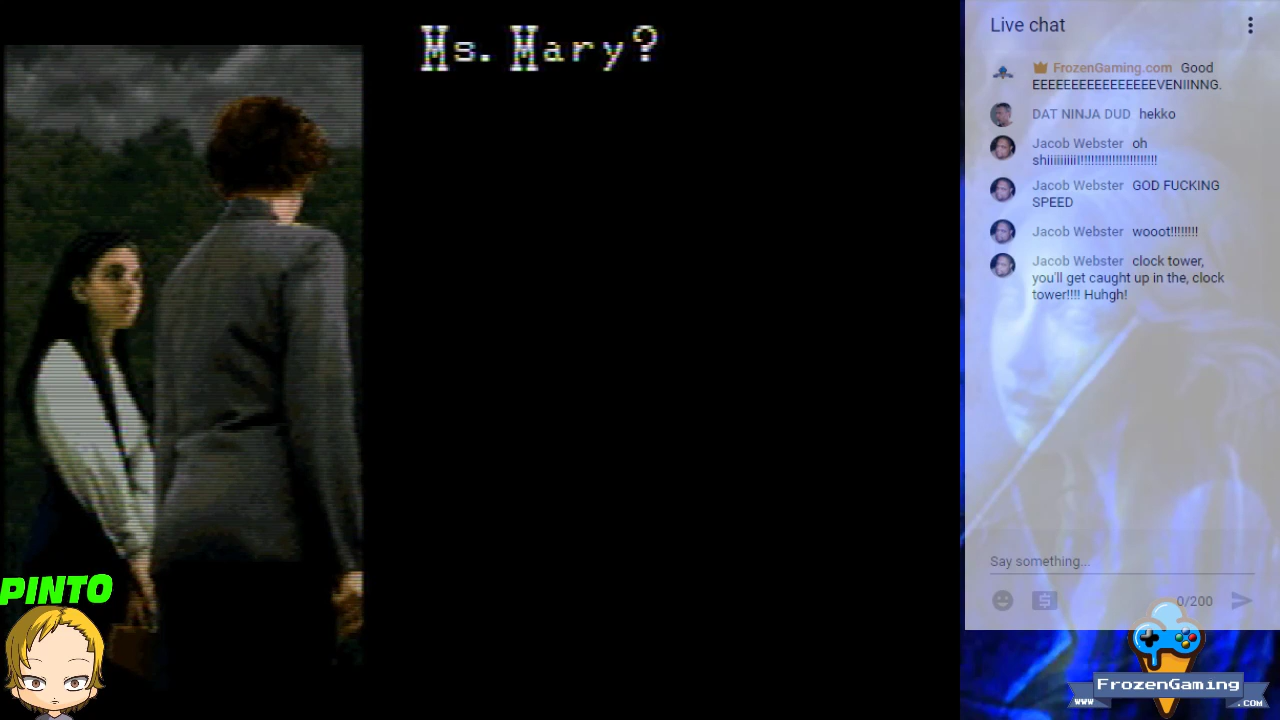 Ms. Mary?
Live chat
FrozenGaming.com Good
EEEEEEEEEEEEEEEEVENIINNG.
DAT NINJA DUD hekko
Jacob Webster oh
shiiiiiiiiiii!!!!!!!!!!!!!!!!!!!!!!
Jacob Webster GOD FUCKING
SPEED
Jacob Webster wooot!!!!!!!!
Jacob Webster clock tower,
you'll get caught up in the, clock
tower!!!! Huhgh!
Say something...
0/200
PINTO
FrozenGaming
WWW
.COM